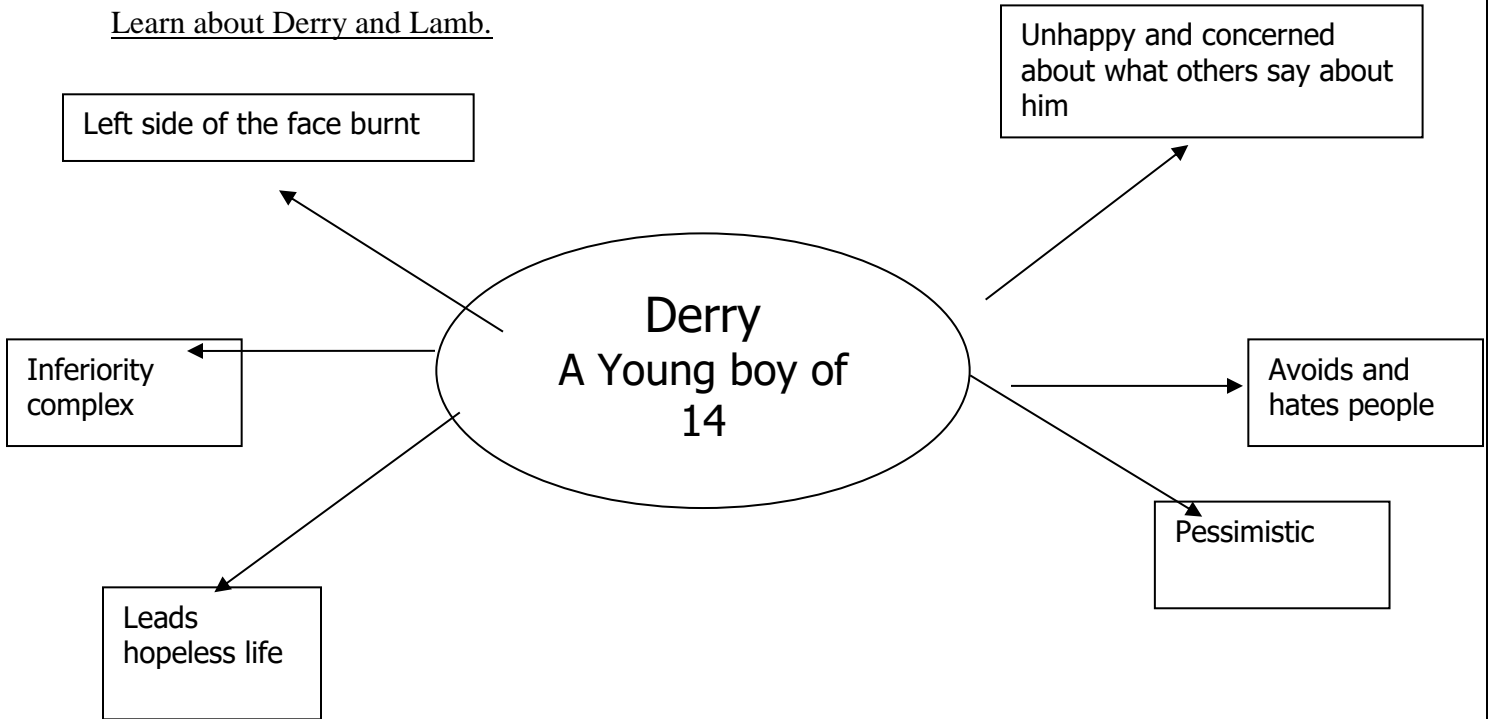 Learn about Derry and Lamb.
Unhappy and concerned
about what others say about
him
Left side of the face burnt
Derry
A Young boy of
14
Inferiority
complex
Avoids and
hates people
Pessimistic
Leads
hopeless life